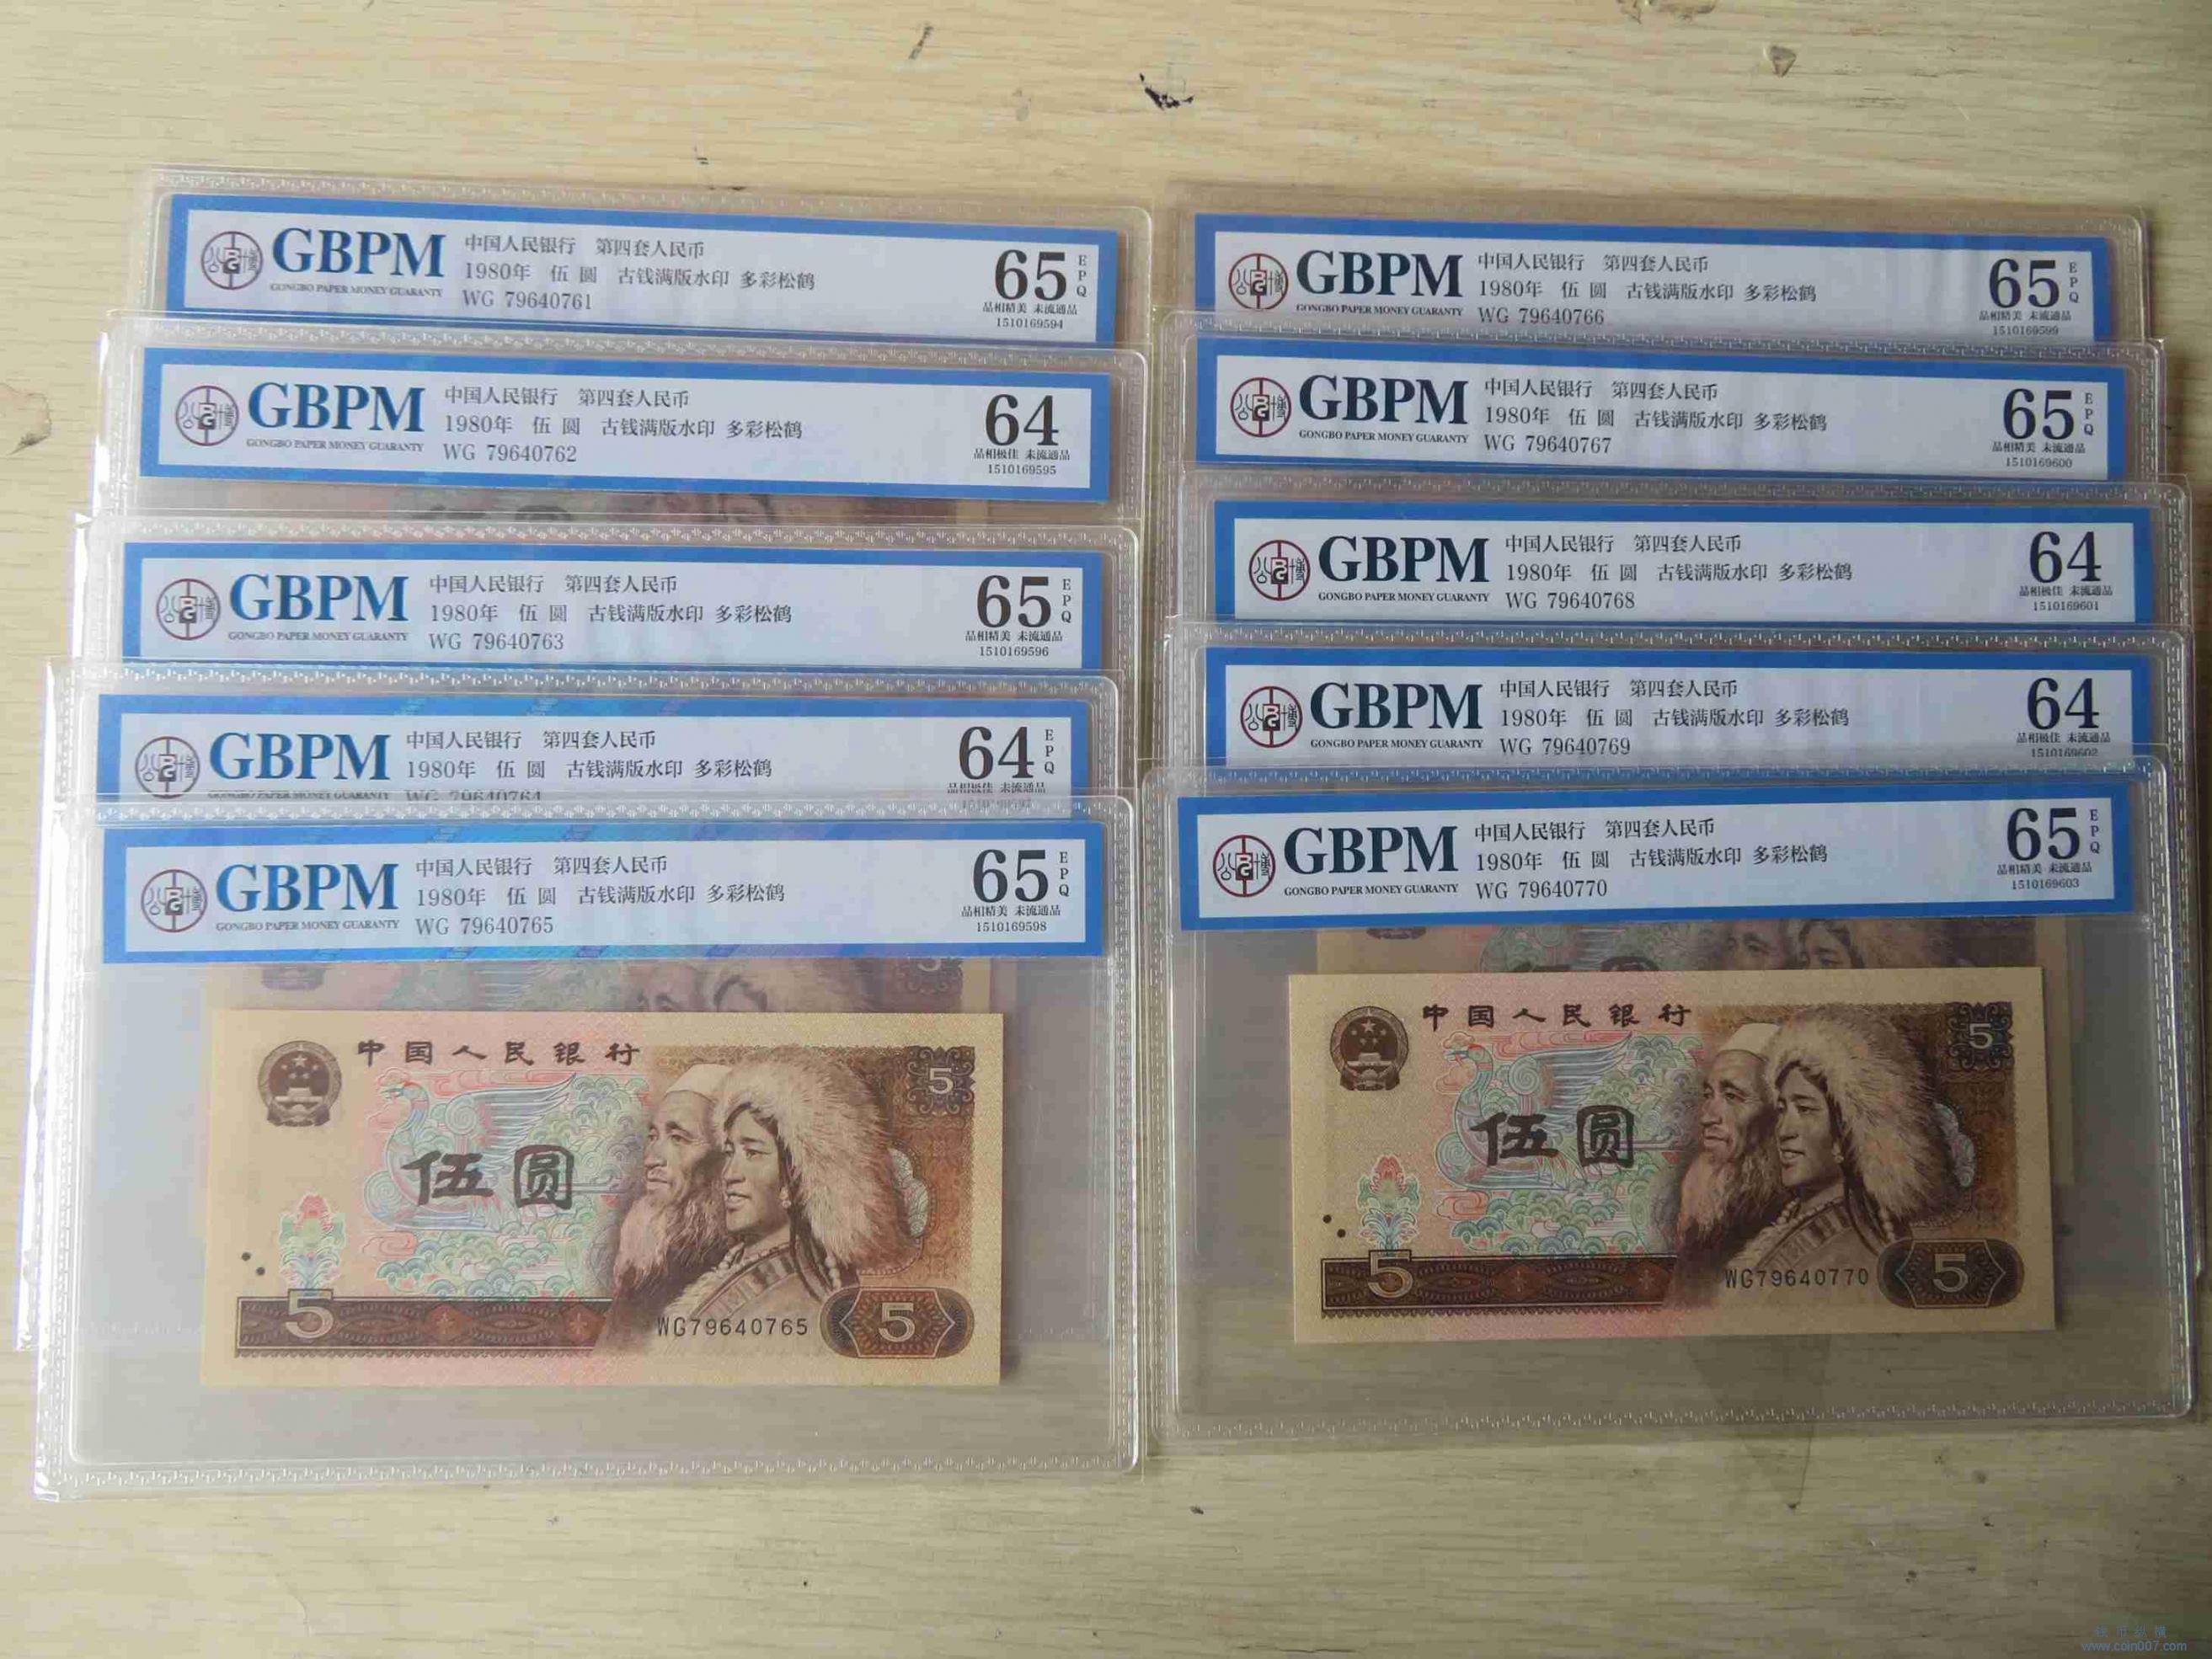 GBPM
GONGBO PAPER MONEY GUARANTY
中国人民银行 第四套人民币
1980年 伍圆 古钱满版水印 多彩松鹤
WG 79640761
65 EPQ
品相精美 未流通品
1510169594
GBPM
GONGBO PAPER MONEY GUARANTY
中国人民银行 第四套人民币
1980年 伍圆 古钱满版水印 多彩松鹤
WG 79640762
64
品相极佳 未流通品
1510169595
GBPM
GONGBO PAPER MONEY GUARANTY
中国人民银行 第四套人民币
1980年 伍圆 古钱满版水印 多彩松鹤
WG 79640763
65 EPQ
品相精美 未流通品
1510169596
GBPM
GONGBO PAPER MONEY GUARANTY
中国人民银行 第四套人民币
1980年 伍圆 古钱满版水印 多彩松鹤
WG 79640764
64 EPQ
品相极佳 未流通品
GBPM
GONGBO PAPER MONEY GUARANTY
中国人民银行 第四套人民币
1980年 伍圆 古钱满版水印 多彩松鹤
WG 79640765
65 EPQ
品相精美 未流通品
1510169598
中国人民银行
5
伍圆
5
WG79640765
5
GBPM
GONGBO PAPER MONEY GUARANTY
中国人民银行 第四套人民币
1980年 伍圆 古钱满版水印 多彩松鹤
WG 79640766
65 EPQ
品相精美 未流通品
1510169599
GBPM
GONGBO PAPER MONEY GUARANTY
中国人民银行 第四套人民币
1980年 伍圆 古钱满版水印 多彩松鹤
WG 79640767
65 EPQ
品相精美 未流通品
1510169600
GBPM
GONGBO PAPER MONEY GUARANTY
中国人民银行 第四套人民币
1980年 伍圆 古钱满版水印 多彩松鹤
WG 79640768
64
品相极佳 未流通品
1510169601
GBPM
GONGBO PAPER MONEY GUARANTY
中国人民银行 第四套人民币
1980年 伍圆 古钱满版水印 多彩松鹤
WG 79640769
64
品相极佳 未流通品
1510169602
GBPM
GONGBO PAPER MONEY GUARANTY
中国人民银行 第四套人民币
1980年 伍圆 古钱满版水印 多彩松鹤
WG 79640770
65 EPQ
品相精美 未流通品
1510169603
中国人民银行
5
伍圆
5
WG79640770
5
www.coin007.com